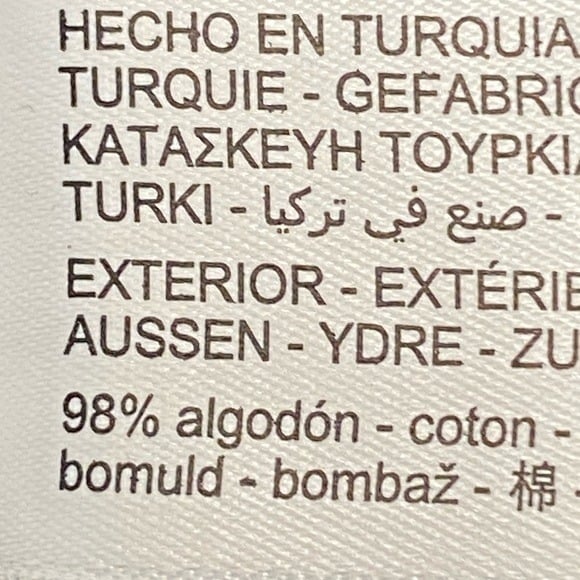 HECHO EN TURQUIA
TURQUIE - GEFABRIC
ΚΑΤΑΣΚΕΥΗ ΤΟΥΡΚΙΑ
TURKI - صنع في تركيا -
EXTERIOR - EXTÉRIE
AUSSEN - YDRE - ZU
98% algodón - coton -
bomuld - bombaž - 棉 -